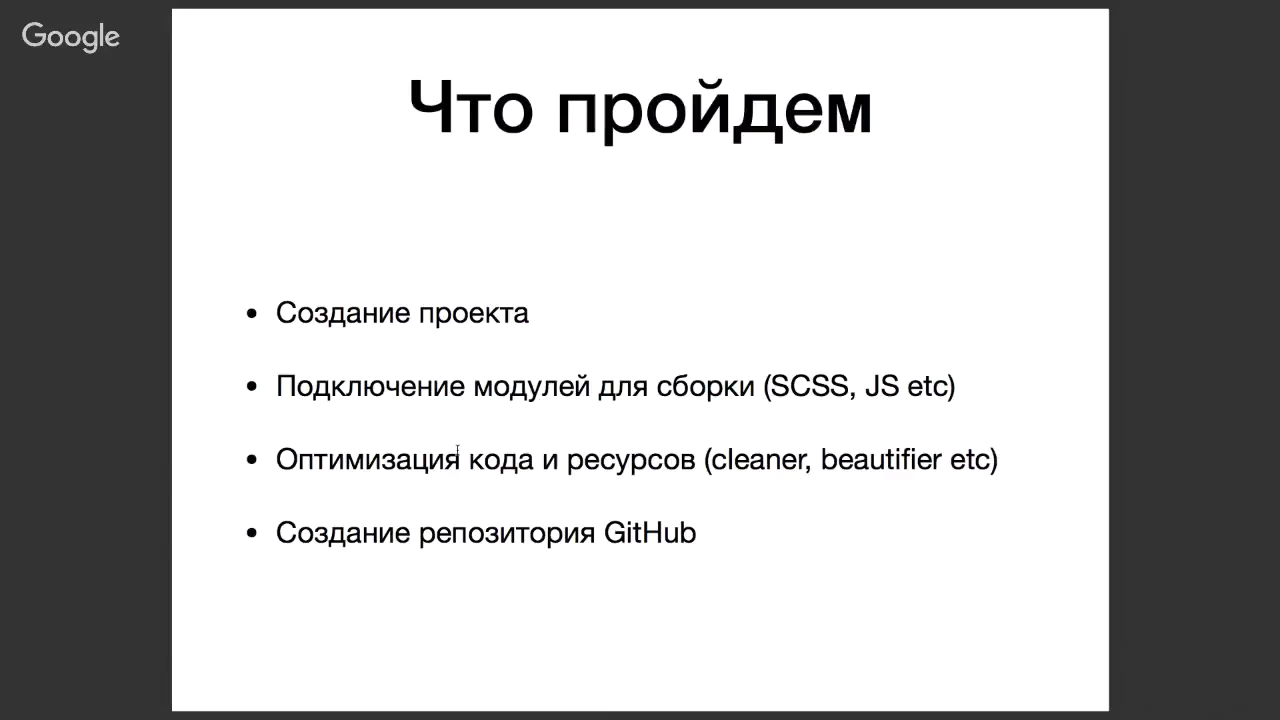 Google
Что пройдем
• Создание проекта
• Подключение модулей для сборки (SCSS, JS etc)
• Оптимизация кода и ресурсов (cleaner, beautifier etc)
• Создание репозитория GitHub